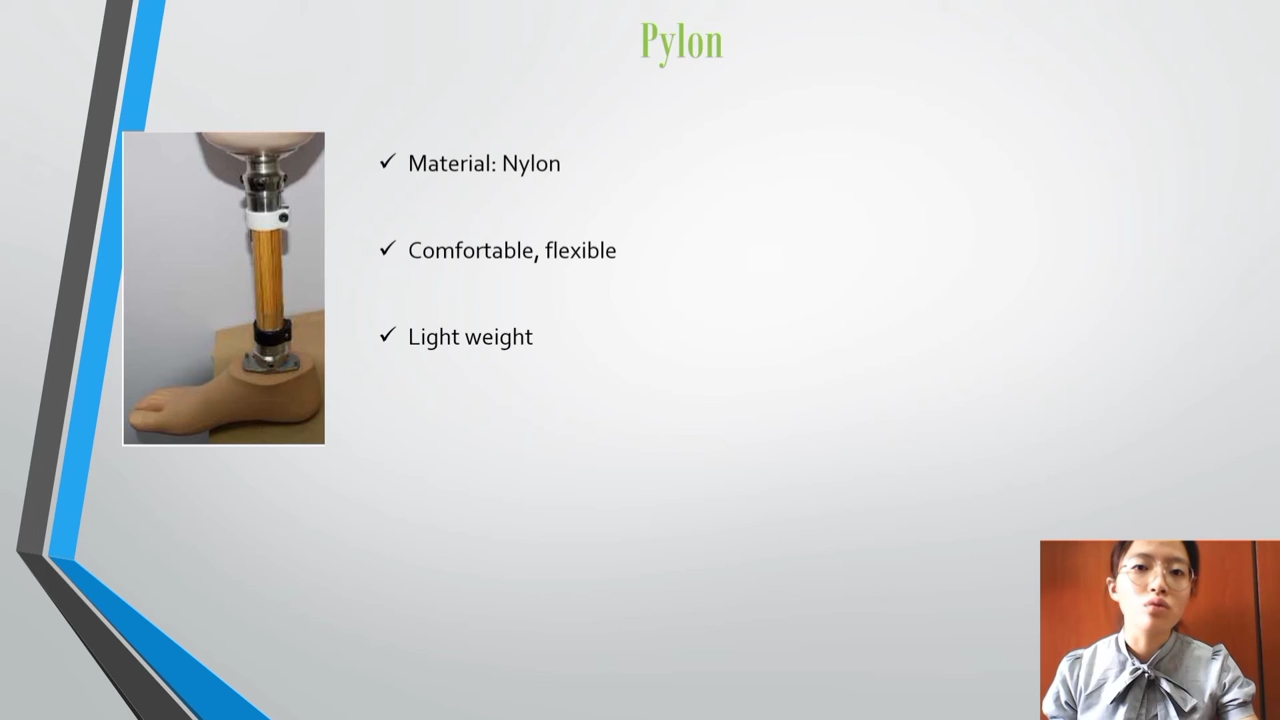 Pylon
✓ Material: Nylon
✓ Comfortable, flexible
✓ Light weight